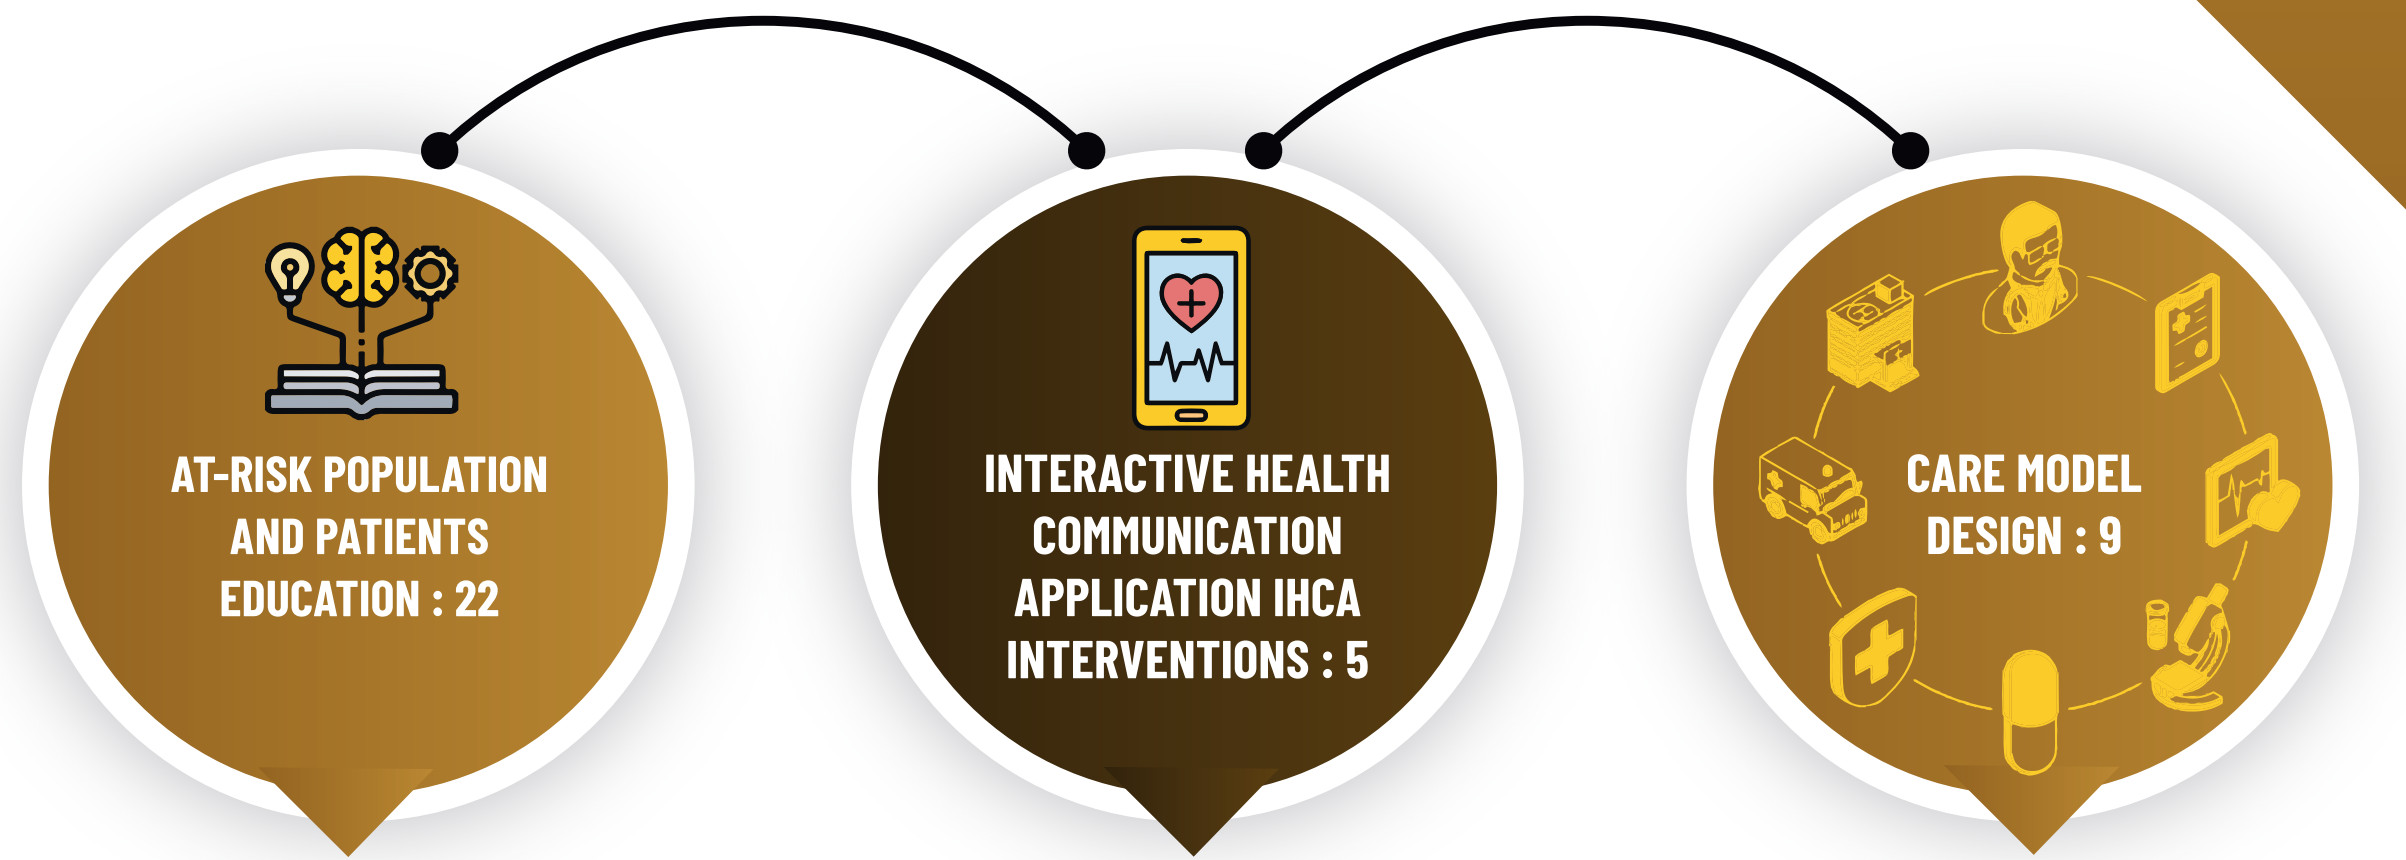 AT-RISK POPULATION
AND PATIENTS
EDUCATION : 22
INTERACTIVE HEALTH
COMMUNICATION
APPLICATION IHCA
INTERVENTIONS : 5
CARE MODEL
DESIGN : 9